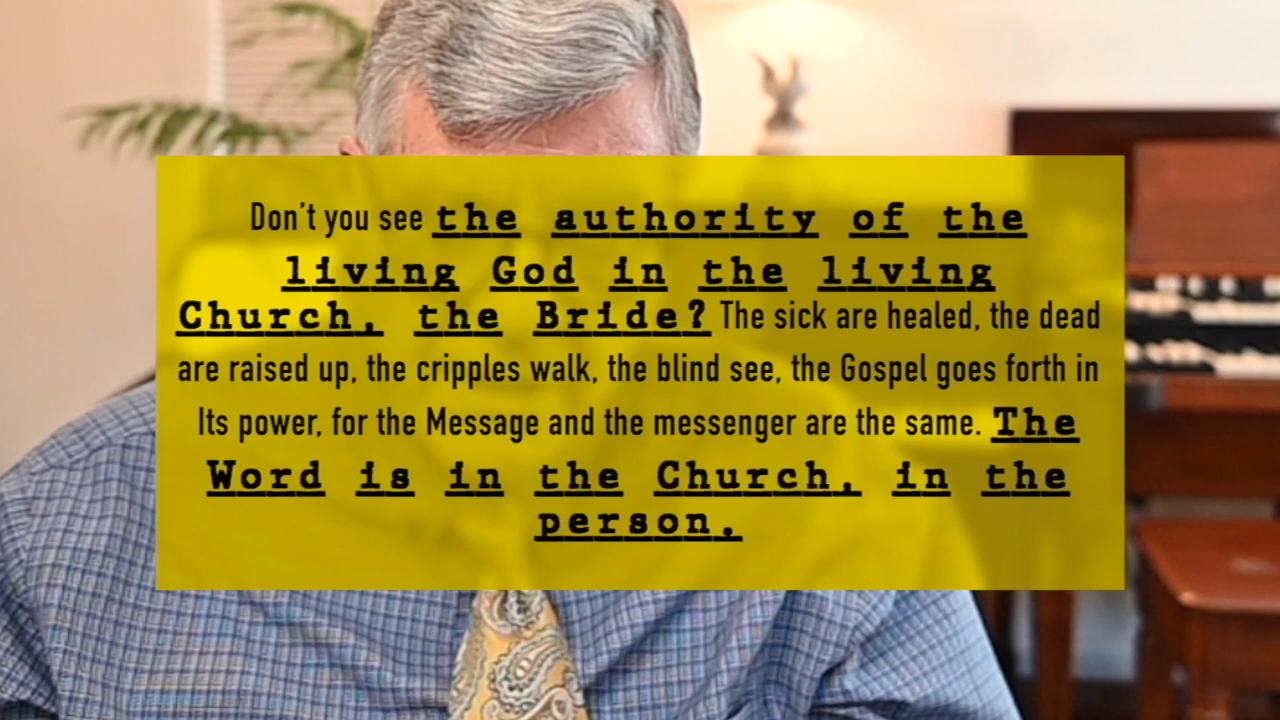 Don't you see the authority of the
living God in the living
Church, the Bride? The sick are healed, the dead
are raised up, the cripples walk, the blind see, the Gospel goes forth in
Its power, for the Message and the messenger are the same. The
Word is in the Church, in the
person.